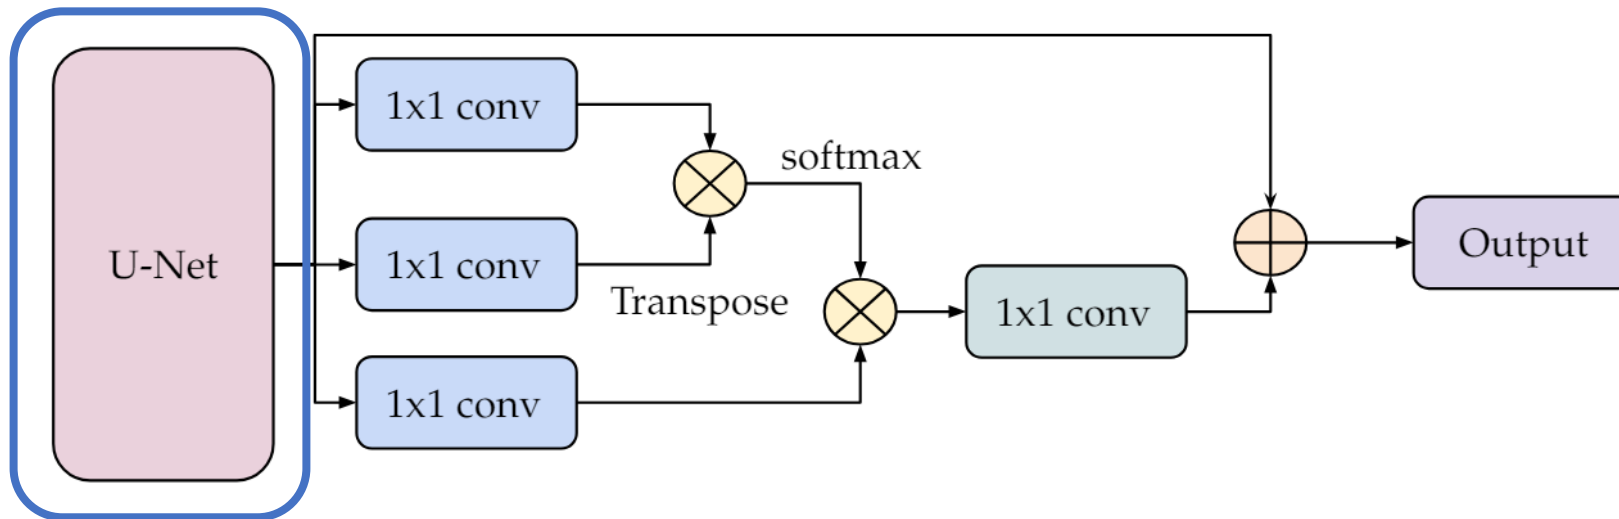 U-Net
1x1 conv
1x1 conv
1x1 conv
softmax
Transpose
1x1 conv
Output